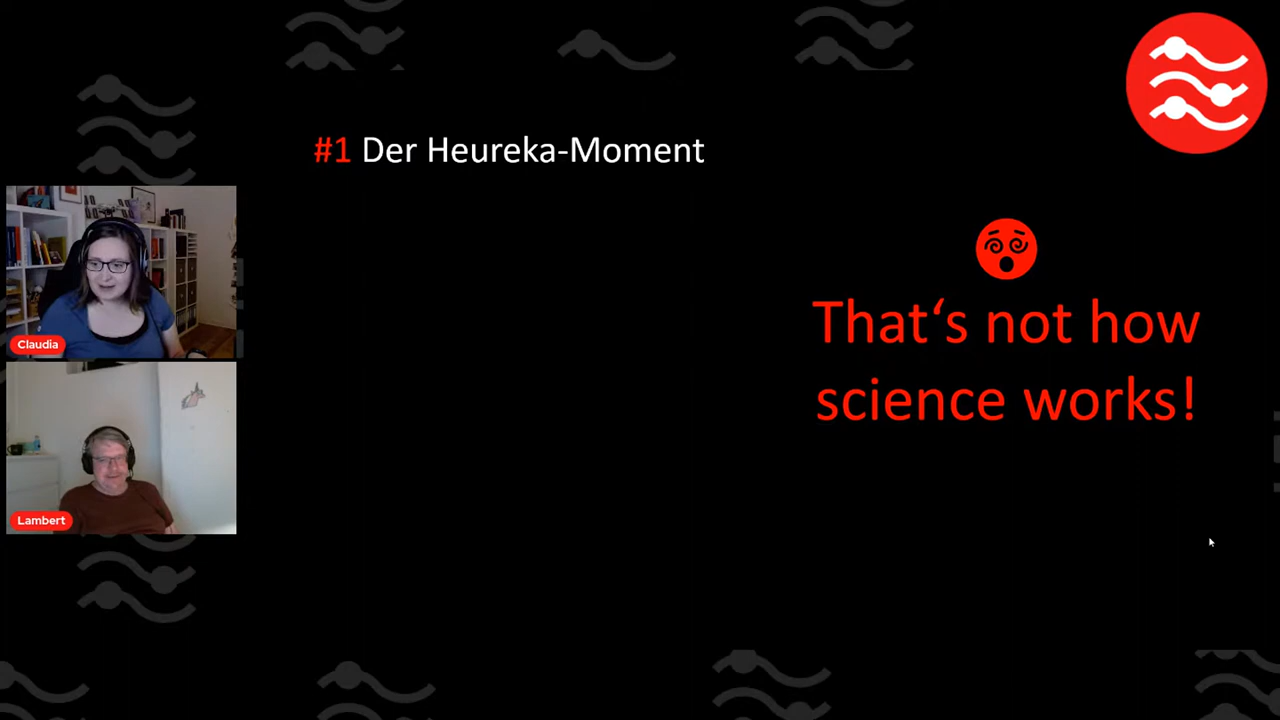 #1 Der Heureka-Moment
That‘s not how
science works!
Claudia
Lambert